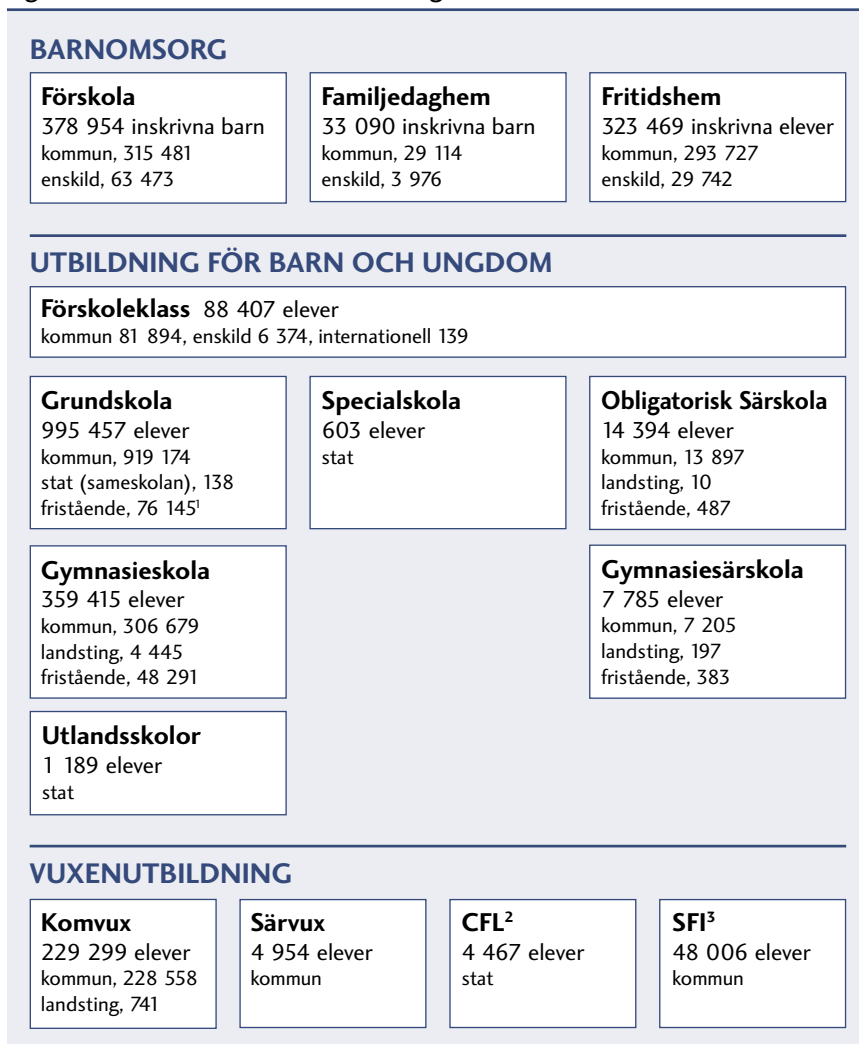 BARNOMSORG
Förskola
378 954 inskrivna barn
kommun, 315 481
enskild, 63 473
Familjedaghem
33 090 inskrivna barn
kommun, 29 114
enskild, 3 976
Fritidshem
323 469 inskrivna elever
kommun, 293 727
enskild, 29 742
UTBILDNING FÖR BARN OCH UNGDOM
Förskoleklass 88 407 elever
kommun 81 894, enskild 6 374, internationell 139
Grundskola
995 457 elever
kommun, 919 174
stat (sameskolan), 138
fristående, 76 145¹
Specialskola
603 elever
stat
Obligatorisk Särskola
14 394 elever
kommun, 13 897
landsting, 10
fristående, 487
Gymnasieskola
359 415 elever
kommun, 306 679
landsting, 4 445
fristående, 48 291
Gymnasiesärskola
7 785 elever
kommun, 7 205
landsting, 197
fristående, 383
Utlandsskolor
1 189 elever
stat
VUXENUTBILDNING
Komvux
229 299 elever
kommun, 228 558
landsting, 741
Särvux
4 954 elever
kommun
CFL²
4 467 elever
stat
SFI³
48 006 elever
kommun